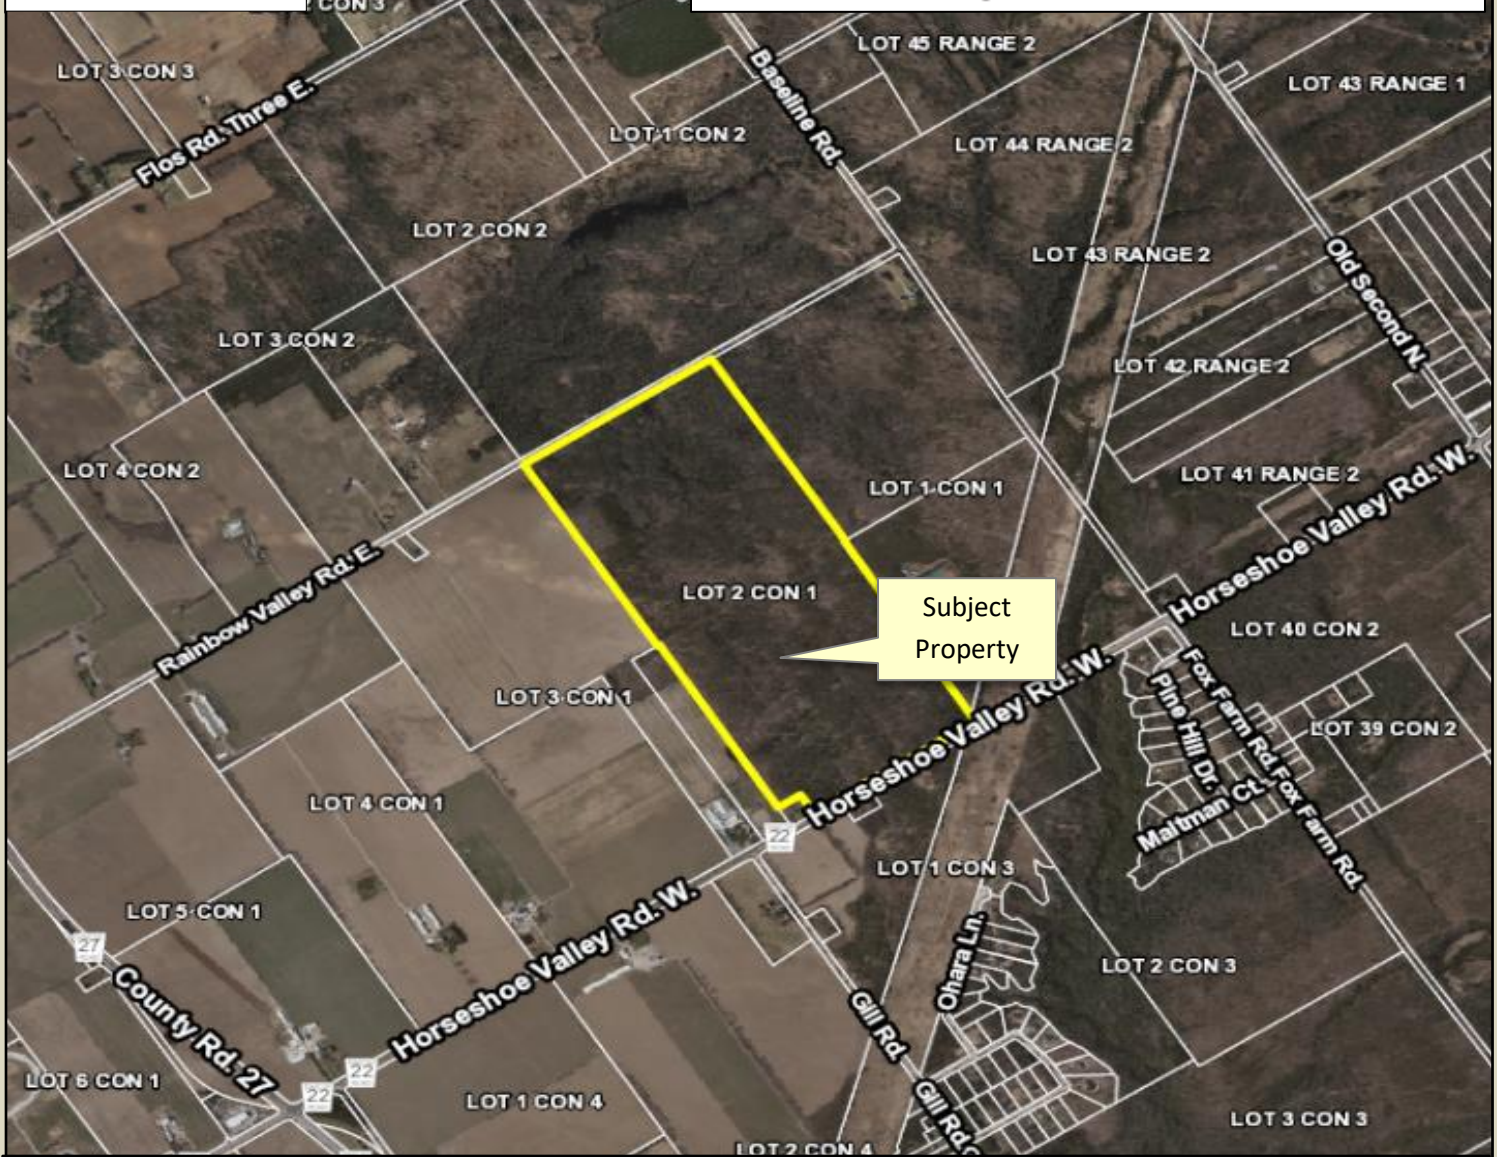 CON 3
LOT 45 RANGE 2
LOT 3 CON 3
LOT 43 RANGE 1
Baseline Rd.
Flos Rd. Three E.
LOT 1 CON 2
LOT 44 RANGE 2
LOT 2 CON 2
LOT 43 RANGE 2
Old Second N.
LOT 3 CON 2
LOT 42 RANGE 2
LOT 4 CON 2
LOT 1 CON 1
LOT 41 RANGE 2
Horseshoe Valley Rd. W.
Rainbow Valley Rd. E.
LOT 2 CON 1
Subject
Property
LOT 40 CON 2
LOT 3 CON 1
Horseshoe Valley Rd. W.
Pine Hill Dr.
Fox Farm Rd.
LOT 39 CON 2
LOT 4 CON 1
Maltman Ct.
Fox Farm Rd.
22
LOT 1 CON 3
LOT 5 CON 1
27
County Rd. 27
Horseshoe Valley Rd. W.
Ohara Ln.
LOT 2 CON 3
Gill Rd.
22
22
LOT 6 CON 1
LOT 1 CON 4
Gill Rd.
LOT 3 CON 3
LOT 2 CON 4